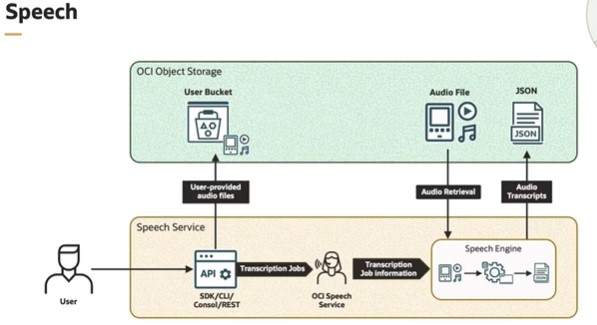 Speech
OCI Object Storage
User Bucket
Audio File
JSON
JSON
User-provided
audio files
Audio Retrieval
Audio
Transcripts
Speech Service
Speech Engine
API
Transcription Jobs
Transcription
Job information
User
SDK/CLI/
Consol/REST
OCI Speech
Service